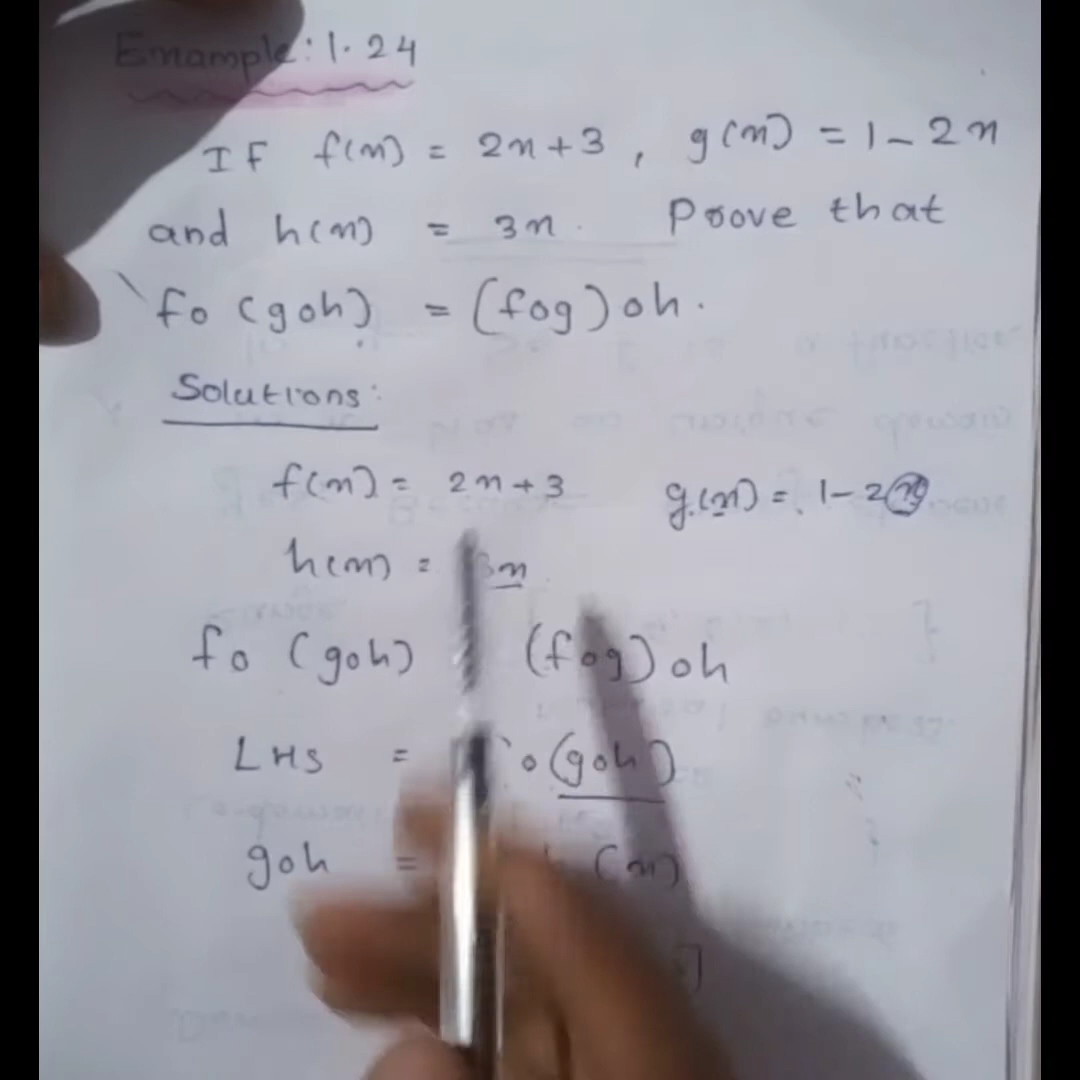 Example: 1.24
IF f(x) = 2x+3, g(x) = 1-2x
and h(x) = 3x. Prove that
fo (goh) = (fog) oh.
Solutions:
f(x) = 2x+3 g(x) = 1-2x
h(x) = 3x
fo (goh) (fog) oh
LHS = o (goh)
goh = (x)
]